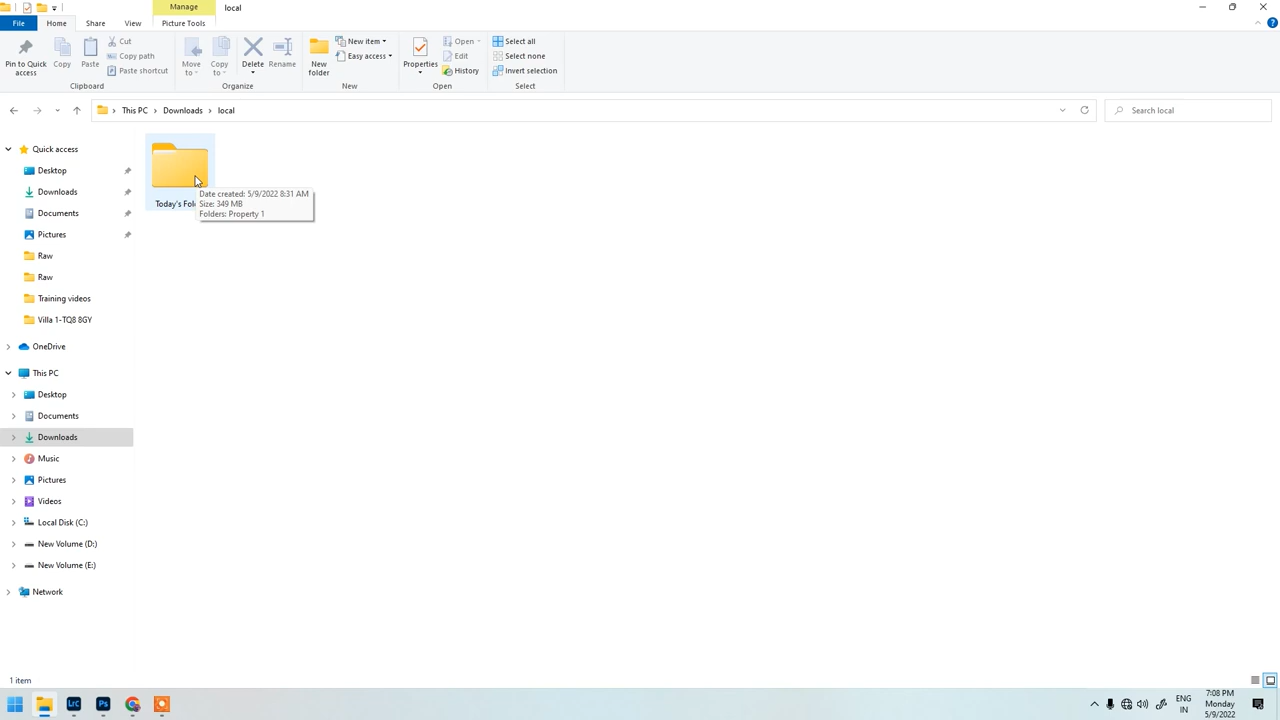 Manage
local
File
Home
Share
View
Picture Tools
Pin to Quick access
Copy
Paste
Cut
Copy path
Paste shortcut
Clipboard
Move to
Copy to
Delete
Rename
Organize
New folder
New item
Easy access
New
Properties
Open
Edit
History
Open
Select all
Select none
Invert selection
Select
This PC
Downloads
local
Search local
Quick access
Desktop
Downloads
Documents
Pictures
Raw
Raw
Training videos
Villa 1-TQ8 8GY
OneDrive
This PC
Desktop
Documents
Downloads
Music
Pictures
Videos
Local Disk (C:)
New Volume (D:)
New Volume (E:)
Network
Today's Fol
Date created: 5/9/2022 8:31 AM
Size: 349 MB
Folders: Property 1
1 item
LrC
Ps
ENG
IN
7:08 PM
Monday
5/9/2022